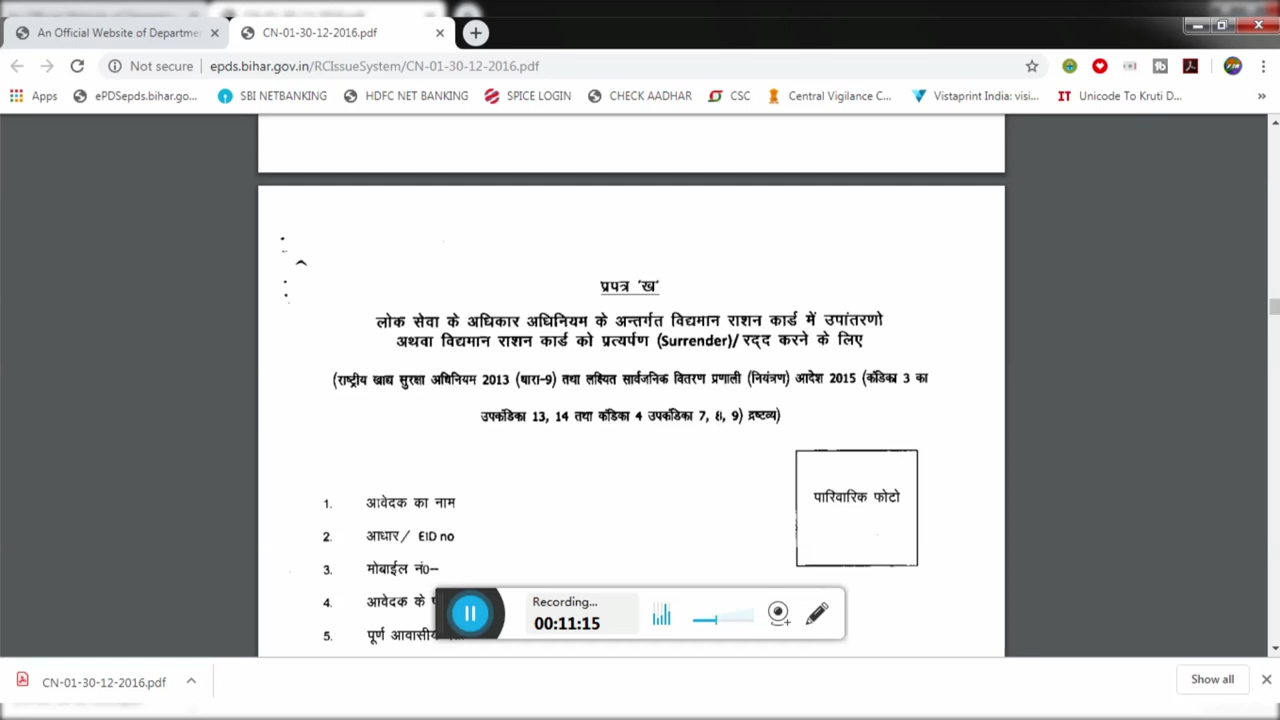 An Official Website of Departme
CN-01-30-12-2016.pdf
Not secure
epds.bihar.gov.in/RCIssueSystem/CN-01-30-12-2016.pdf
Apps
ePDSepds.bihar.go...
SBI NETBANKING
HDFC NET BANKING
SPICE LOGIN
CHECK AADHAR
CSC
Central Vigilance C...
Vistaprint India: visi...
IT Unicode To Kruti D...
प्रपत्र 'ख'
लोक सेवा के अधिकार अधिनियम के अन्तर्गत विद्यमान राशन कार्ड में उपांतरणो
अथवा विद्यमान राशन कार्ड को प्रत्यर्पण (Surrender)/ रद्द करने के लिए
(राष्ट्रीय खाद्य सुरक्षा अधिनियम 2013 (धारा-9) तथा लक्ष्यित सार्वजनिक वितरण प्रणाली (नियंत्रण) आदेश 2015 (कंडिका 3 का
उपकंडिका 13, 14 तथा कंडिका 4 उपकंडिका 7, 8, 9) द्रष्टव्य)
पारिवारिक फोटो
1. आवेदक का नाम
2. आधार/ EID no
3. मोबाईल नं0–
4. आवेदक के
5. पूर्ण आवासीय
Recording...
00:11:15
CN-01-30-12-2016.pdf
Show all